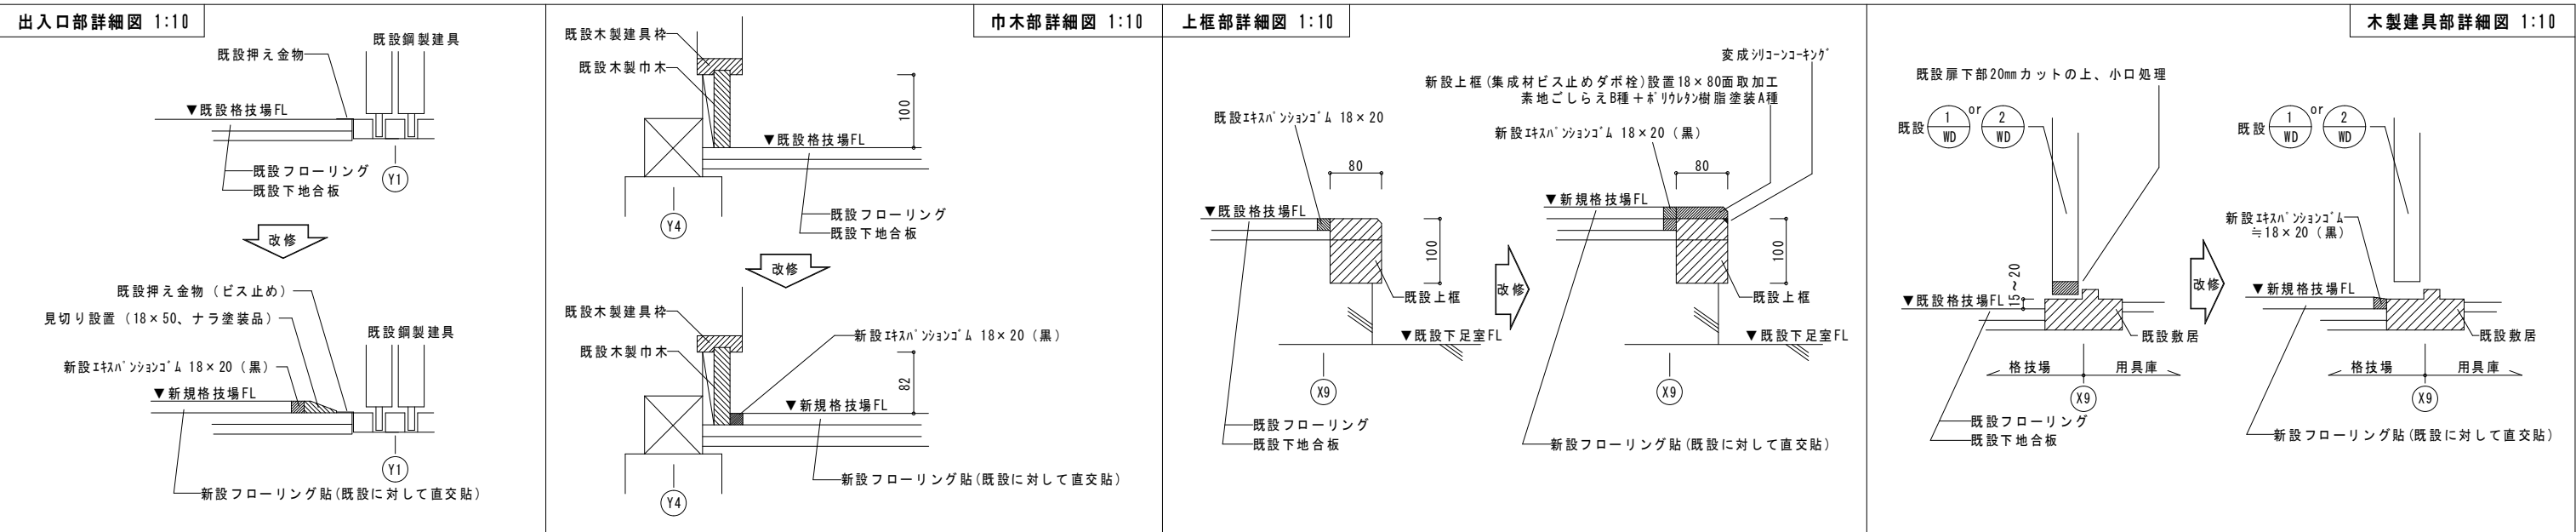 出入口部詳細図 1:10
既設鋼製建具
既設押え金物
▼既設格技場FL
既設フローリング
既設下地合板
Y1
改修
既設押え金物（ビス止め）
見切り設置（18×50、ナラ塗装品）
既設鋼製建具
新設ｴｷｽﾊﾟﾝｼｮﾝｺﾞﾑ 18×20（黒）
▼新規格技場FL
Y1
新設フローリング貼(既設に対して直交貼)
巾木部詳細図 1:10
既設木製建具枠
既設木製巾木
100
▼既設格技場FL
既設フローリング
既設下地合板
Y4
改修
既設木製建具枠
新設ｴｷｽﾊﾟﾝｼｮﾝｺﾞﾑ 18×20（黒）
既設木製巾木
82
▼新規格技場FL
新設フローリング貼(既設に対して直交貼)
Y4
上框部詳細図 1:10
既設ｴｷｽﾊﾟﾝｼｮﾝｺﾞﾑ 18×20
80
▼既設格技場FL
100
既設上框
▼既設下足室FL
X9
既設フローリング
既設下地合板
改修
変成ｼﾘｺｰﾝｺｰｷﾝｸﾞ
新設上框(集成材ビス止めダボ栓)設置18×80面取加工
素地ごしらえB種＋ﾎﾟﾘｳﾚﾀﾝ樹脂塗装A種
新設ｴｷｽﾊﾟﾝｼｮﾝｺﾞﾑ 18×20（黒）
80
▼新規格技場FL
100
既設上框
▼既設下足室FL
X9
新設フローリング貼(既設に対して直交貼)
木製建具部詳細図 1:10
既設扉下部20mmカットの上、小口処理
既設 1 WD or 2 WD
15~20
▼既設格技場FL
既設敷居
格技場 用具庫
X9
既設フローリング
既設下地合板
改修
既設 1 WD or 2 WD
新設ｴｷｽﾊﾟﾝｼｮﾝｺﾞﾑ
≒18×20（黒）
▼新規格技場FL
既設敷居
格技場 用具庫
X9
新設フローリング貼(既設に対して直交貼)